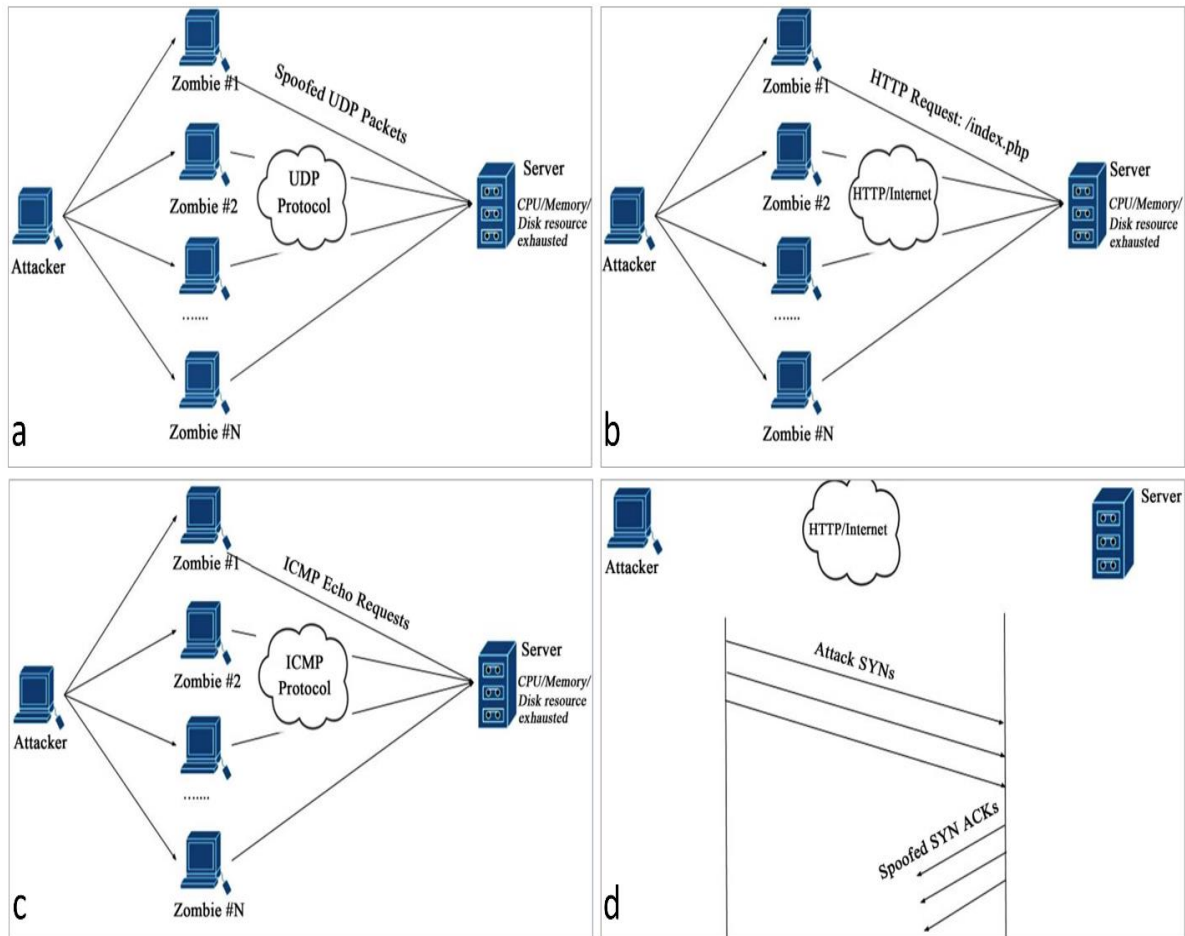 Zombie #1
Spoofed UDP Packets
Zombie #2
UDP
Protocol
Server
CPU/Memory/
Disk resource
exhausted
Attacker
.......
Zombie #N
a
Zombie #1
HTTP Request: /index.php
Zombie #2
HTTP/Internet
Server
CPU/Memory/
Disk resource
exhausted
Attacker
.......
Zombie #N
b
Zombie #1
ICMP Echo Requests
Zombie #2
ICMP
Protocol
Server
CPU/Memory/
Disk resource
exhausted
Attacker
.......
Zombie #N
c
Attacker
HTTP/Internet
Server
Attack SYNs
Spoofed SYN ACKs
d